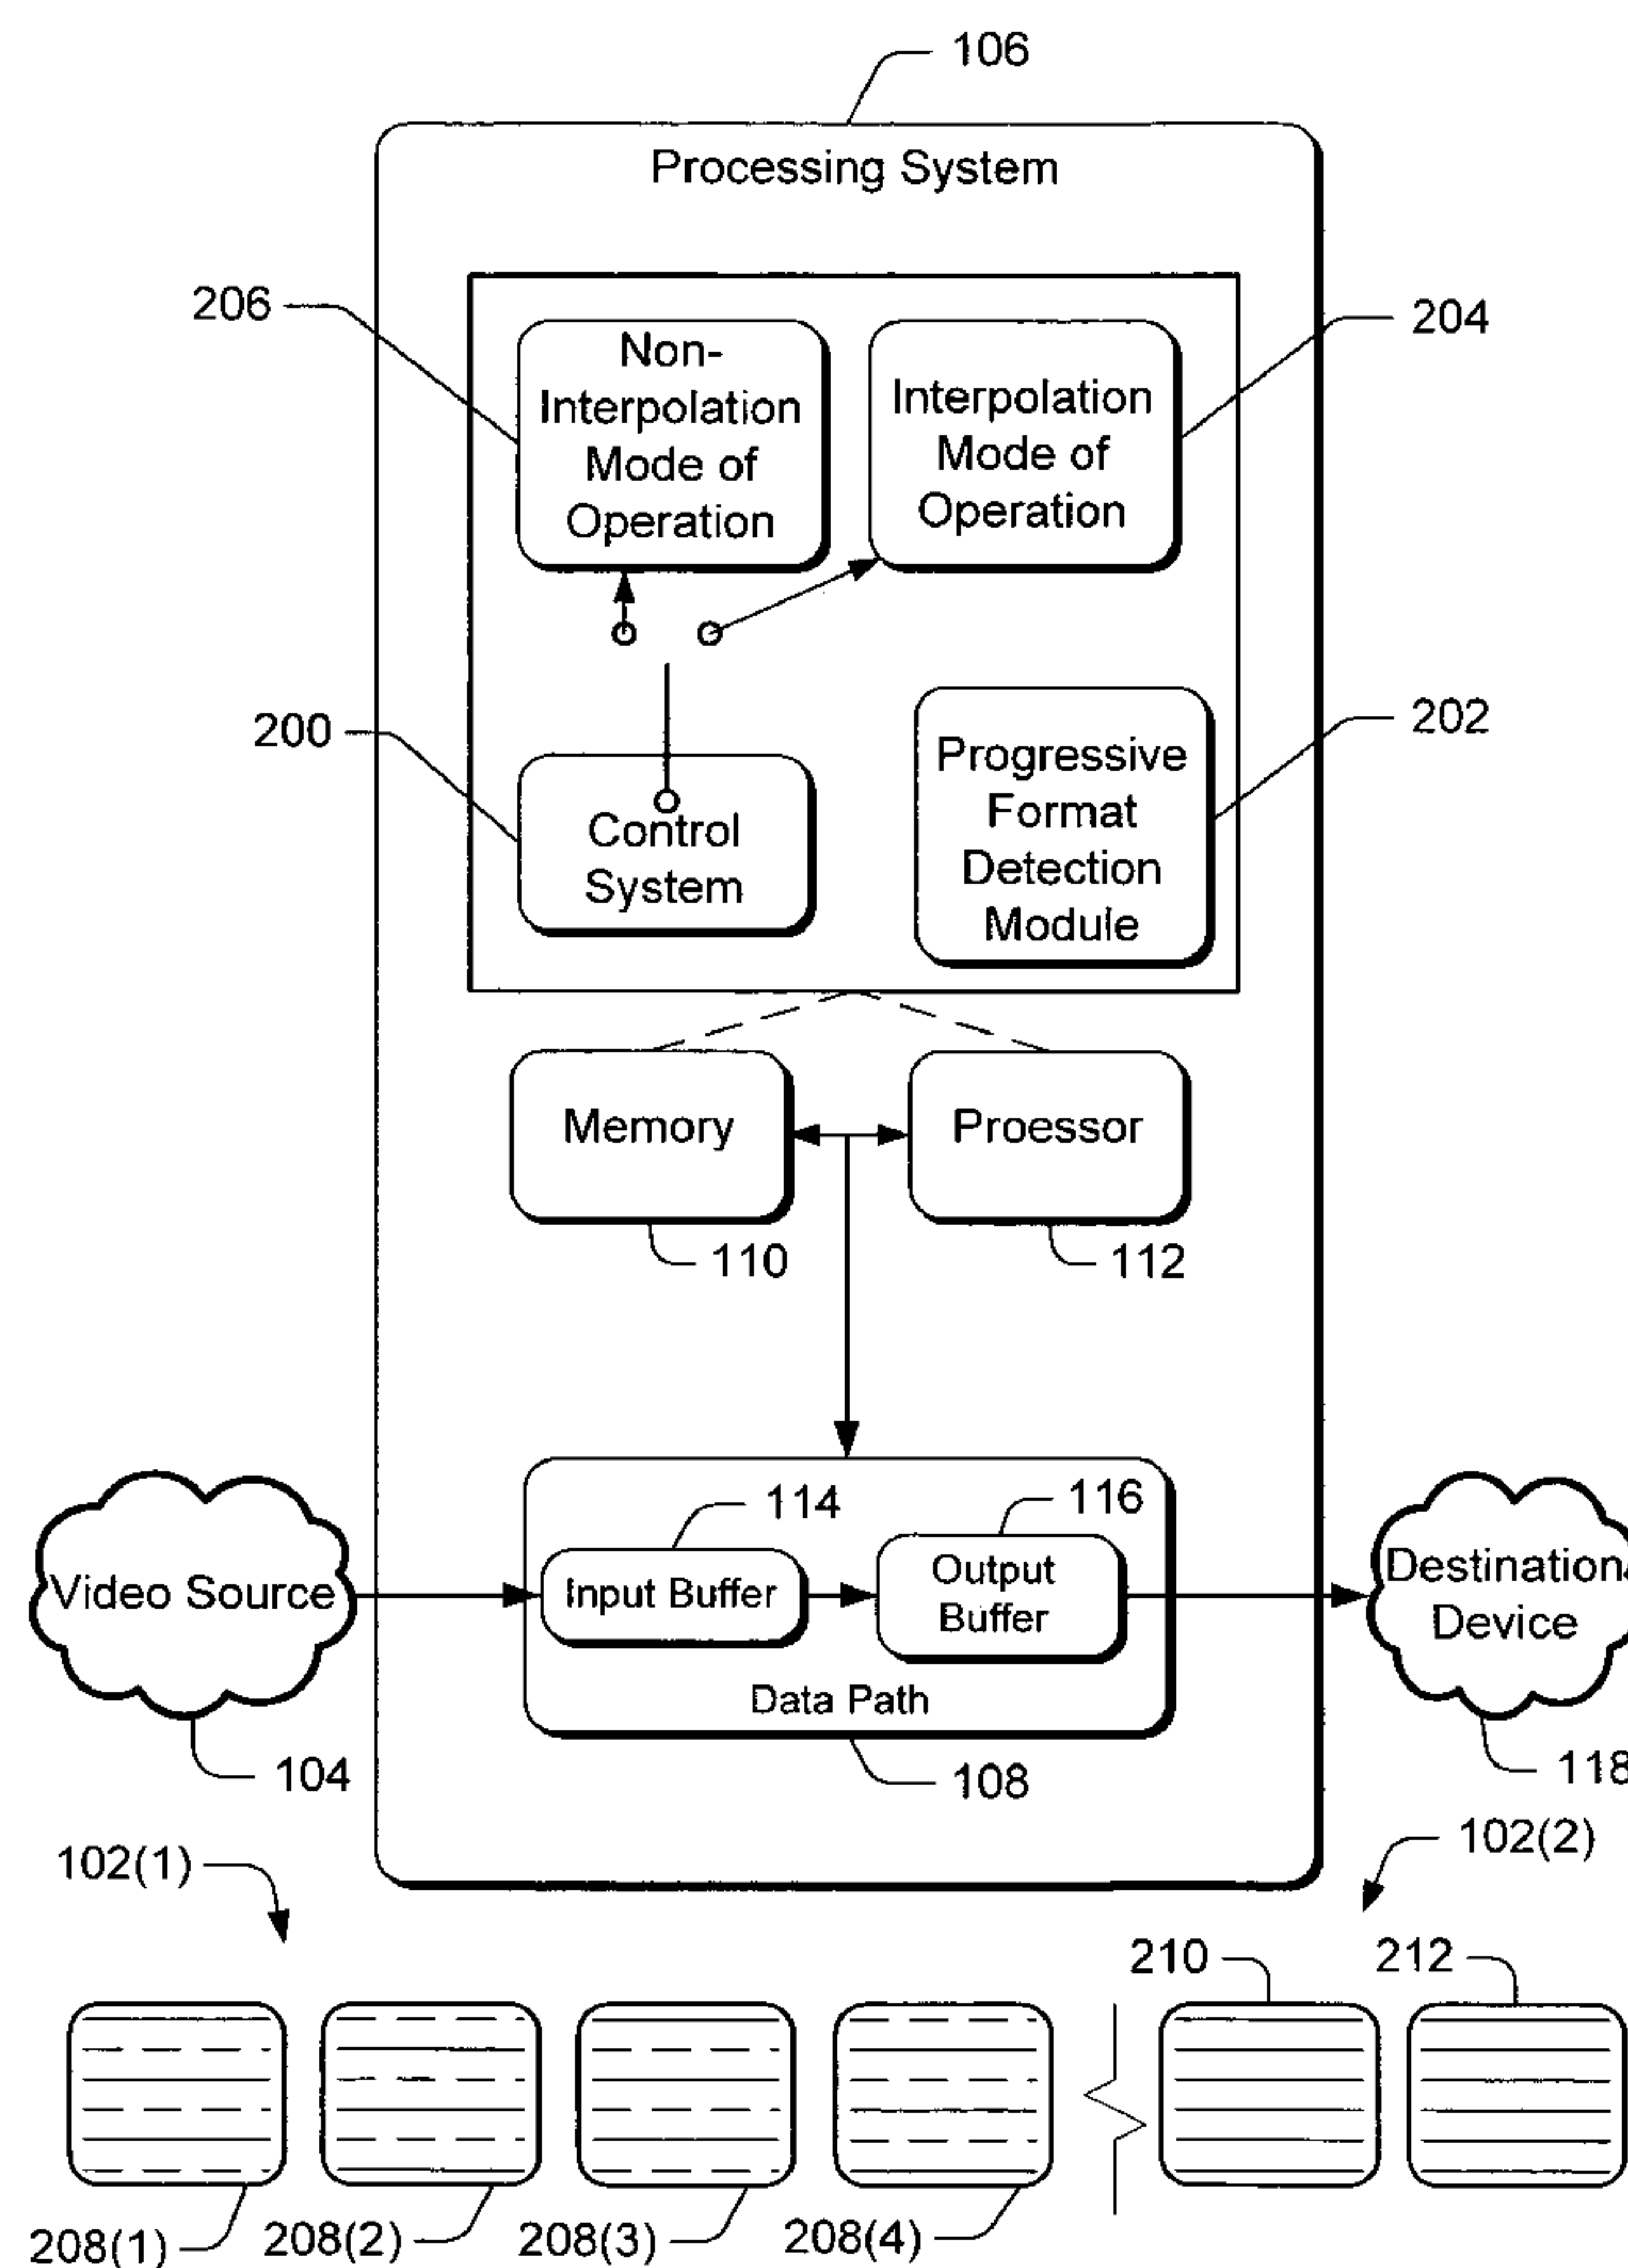 106
Processing System
206
Non-
Interpolation
Mode of
Operation
Interpolation
Mode of
Operation
204
200
Control
System
Progressive
Format
Detection
Module
202
Memory
Proessor
110
112
Video Source
114
Input Buffer
116
Output
Buffer
Data Path
Destinationa
Device
104
108
118
102(1)
102(2)
210
212
208(1)
208(2)
208(3)
208(4)